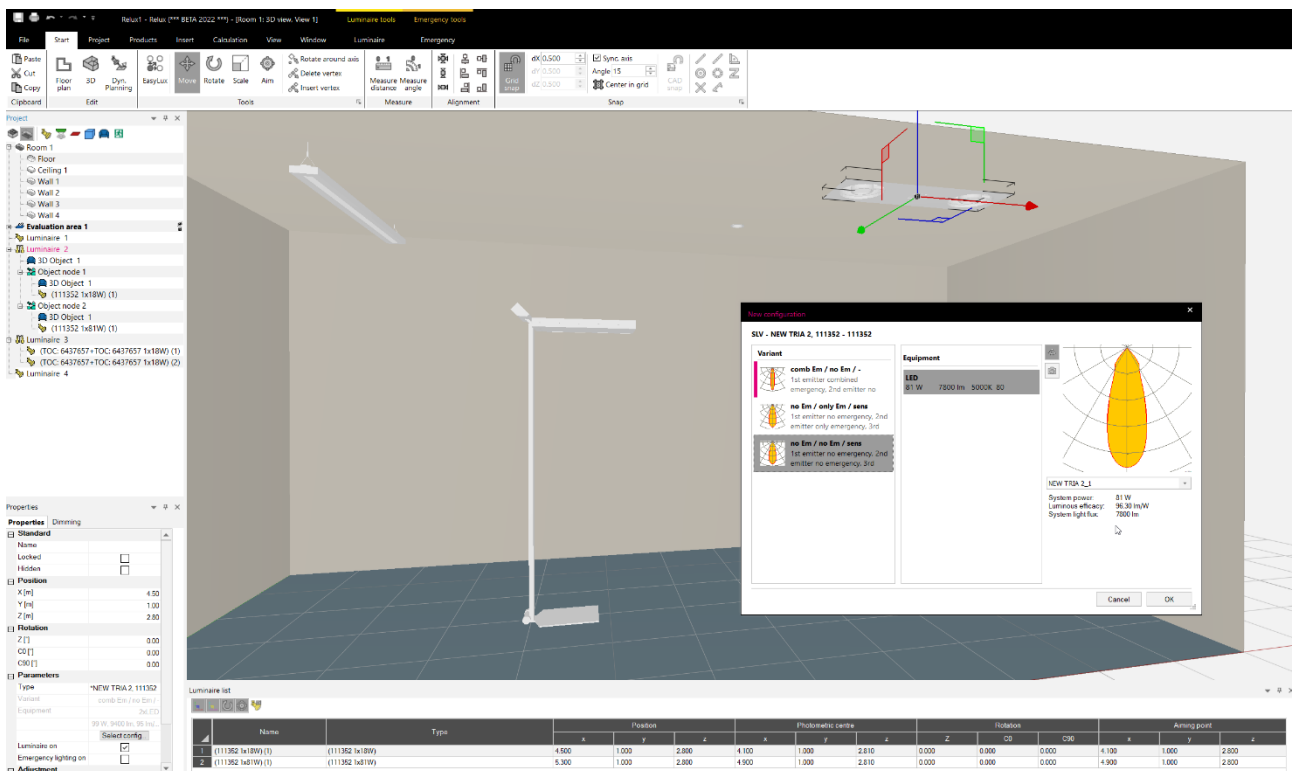 Relux1 - Relux (*** BETA 2022 ***) - [Room 1: 3D view, View 1]
Luminaire tools
Emergency tools
File Start Project Products Insert Calculation View Window Luminaire Emergency
Paste
Cut
Copy
Floor plan
3D
Dyn. Planning
EasyLux
Move
Rotate
Scale
Aim
Rotate around axis
Delete vertex
Insert vertex
Measure distance
Measure angle
Grid snap
dX 0.500
dY 0.500
dZ 0.500
Sync axis
Angle 15
Center in grid
CAD snap
Clipboard Edit Tools Measure Alignment Snap
Project
Room 1
Floor
Ceiling 1
Wall 1
Wall 2
Wall 3
Wall 4
Evaluation area 1
Luminaire 1
Luminaire 2
3D Object 1
Object node 1
3D Object 1
(111352 1x18W) (1)
Object node 2
3D Object 1
(111352 1x81W) (1)
Luminaire 3
(TOC: 6437657+TOC: 6437657 1x18W) (1)
(TOC: 6437657+TOC: 6437657 1x18W) (2)
Luminaire 4
New configuration
SLV - NEW TRIA 2, 111352 - 111352
Variant
comb Em / no Em / -
1st emitter combined
emergency, 2nd emitter no
no Em / only Em / sens
1st emitter no emergency, 2nd
emitter only emergency, 3rd
no Em / no Em / sens
1st emitter no emergency, 2nd
emitter no emergency, 3rd
Equipment
LED
81 W 7800 lm 5000K 80
NEW TRIA 2_1
System power: 81 W
Luminous efficacy: 96.30 lm/W
System light flux: 7800 lm
Cancel OK
Properties
Properties Dimming
Standard
Name
Locked
Hidden
Position
X [m] 4.50
Y [m] 1.00
Z [m] 2.80
Rotation
Z [°] 0.00
C0 [°] 0.00
C90 [°] 0.00
Parameters
Type *NEW TRIA 2, 111352
Variant comb Em / no Em / -
Equipment 2xLED
99 W, 9400 lm, 95 lm/...
Select config...
Luminaire on
Emergency lighting on
Adjustment
Luminaire list
Name Type Position Photometric centre Rotation Aiming point
x y z x y z Z C0 C90 x y z
1 (111352 1x18W) (1) (111352 1x18W) 4.500 1.000 2.800 4.100 1.000 2.810 0.000 0.000 0.000 4.100 1.000 2.800
2 (111352 1x81W) (1) (111352 1x81W) 5.300 1.000 2.800 4.900 1.000 2.810 0.000 0.000 0.000 4.900 1.000 2.800